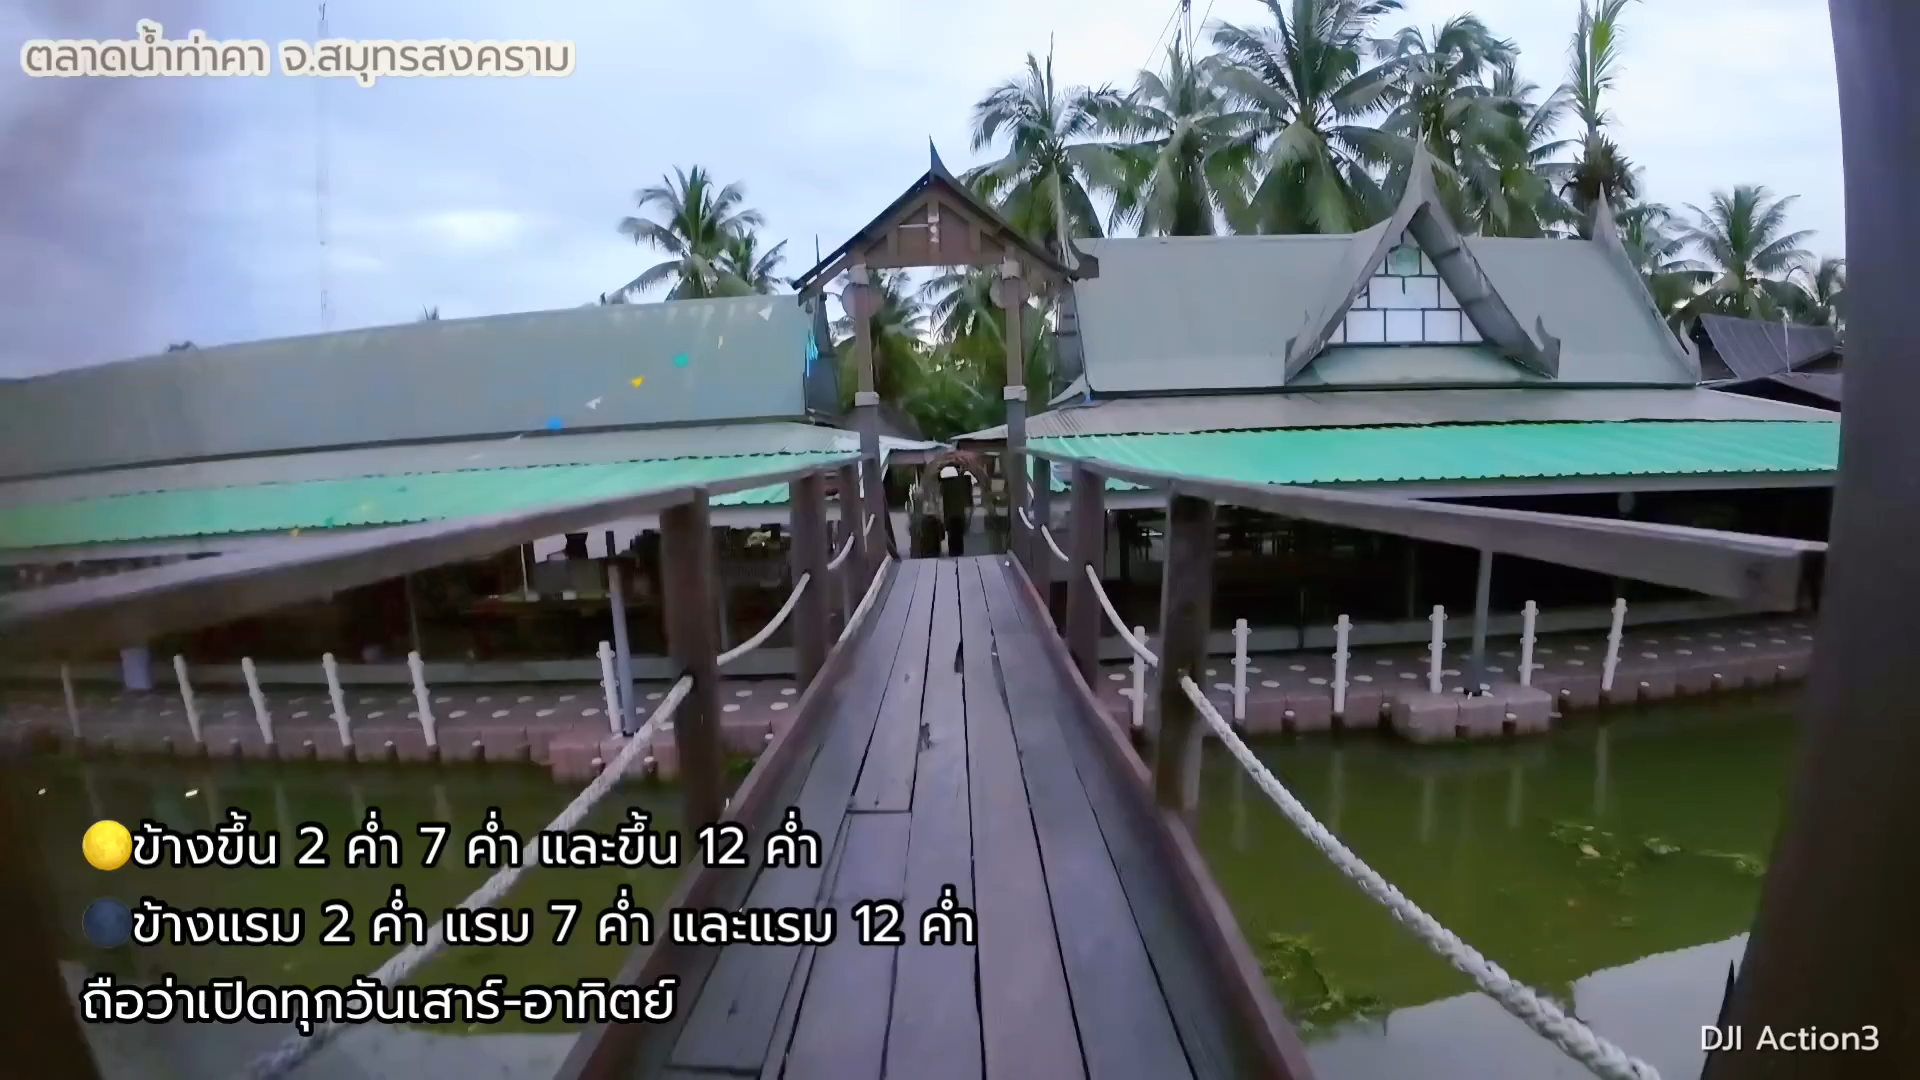 ตลาดน้ำท่าคา จ.สมุทรสงคราม
ข้างขึ้น 2 ค่ำ 7 ค่ำ และขึ้น 12 ค่ำ
ข้างแรม 2 ค่ำ แรม 7 ค่ำ และแรม 12 ค่ำ
ถือว่าเปิดทุกวันเสาร์-อาทิตย์
DJI Action3